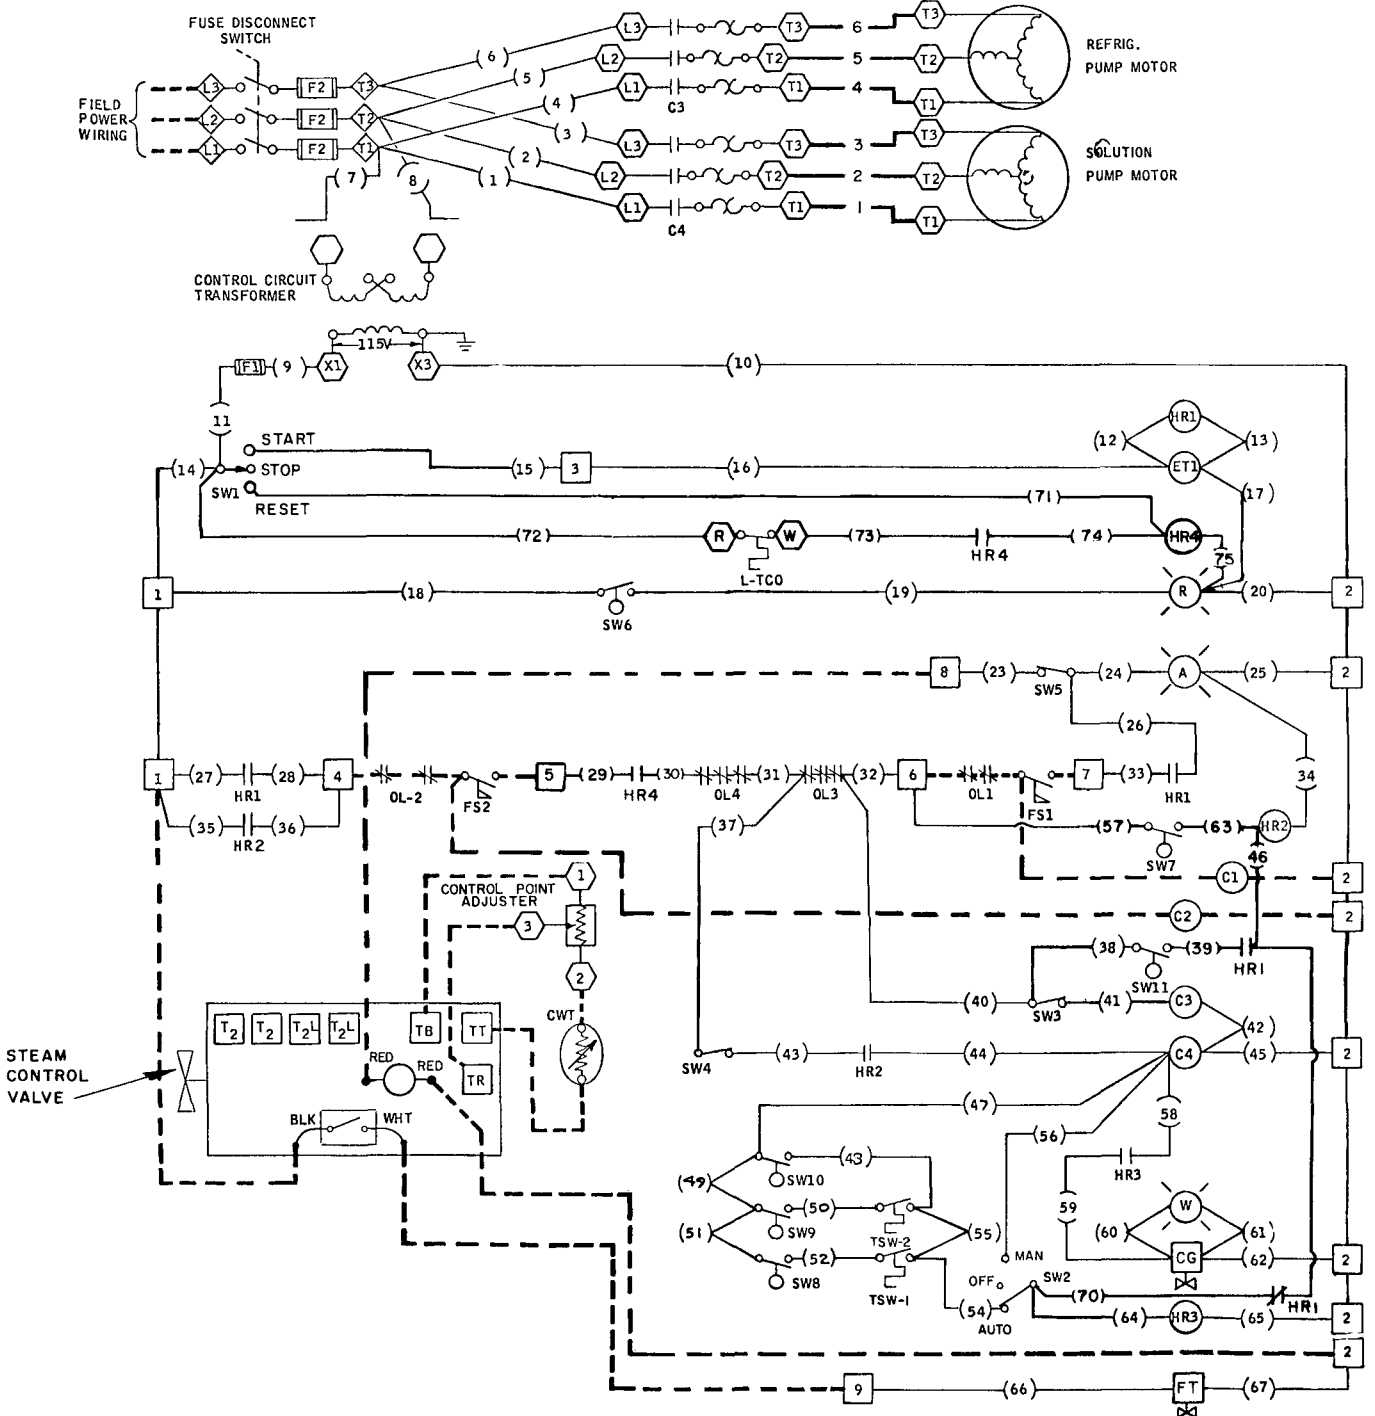 FUSE DISCONNECT
SWITCH
FIELD
POWER
WIRING
L3 F2 T3
L2 F2 T2
L1 F2 T1
(6)
(5)
(4)
(3)
(2)
(1)
(7)
8
L3 T3 6 T3
L2 T2 5 T2
L1 T1 4 T1
C3
REFRIG.
PUMP MOTOR
L3 T3 3 T3
L2 T2 2 T2
L1 T1 1 T1
C4
SOLUTION
PUMP MOTOR
CONTROL CIRCUIT
TRANSFORMER
115V
F1 (9) X1 X3 (10)
11
START
(14) STOP (15) 3 (16) ET1
SW1
RESET
(12) HR1 (13)
(17)
(71)
(72) R W (73) HR4 (74) HR4
L-TCO
75
1 (18) SW6 (19) R (20) 2
8 (23) SW5 (24) A (25) 2
(26)
34
1 (27) HR1 (28) 4 OL-2 FS2 5 (29) HR4 (30) OL4 (31) OL3 (32) 6 OL1 FS1 7 (33) HR1
(35) HR2 (36)
(37)
(57) SW7 (63) HR2
46
C1 2
C2 2
CONTROL POINT
ADJUSTER
1
3
2
CWT
(38) SW11 (39) HR1
(40) SW3 (41) C3
(42)
SW4 (43) HR2 (44) C4 (45) 2
T2 T2 T2L T2L TB TT
RED RED TR
BLK WHT
STEAM
CONTROL
VALVE
(47)
(56)
58
HR3
59
(43)
SW10
(49)
(50)
SW9 TSW-2
(51)
(52)
SW8 TSW-1
(55)
(54)
MAN
OFF
AUTO
SW2
W
(60) (61)
CG (62) 2
(70) HR1
(64) HR3 (65) 2
2
9 (66) FT (67)